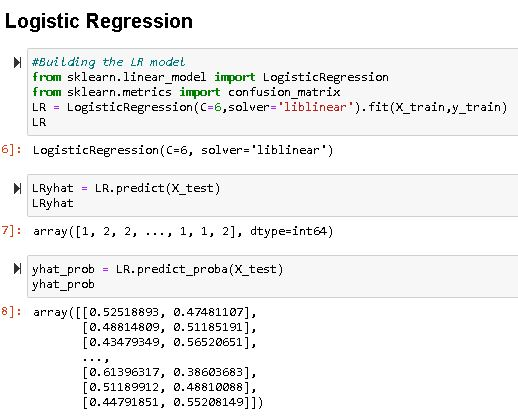 Logistic Regression
#Building the LR model
from sklearn.linear_model import LogisticRegression
from sklearn.metrics import confusion_matrix
LR = LogisticRegression(C=6,solver='liblinear').fit(X_train,y_train)
LR
6]: LogisticRegression(C=6, solver='liblinear')
LRyhat = LR.predict(X_test)
LRyhat
7]: array([1, 2, 2, ..., 1, 1, 2], dtype=int64)
yhat_prob = LR.predict_proba(X_test)
yhat_prob
8]: array([[0.52518893, 0.47481107],
[0.48814809, 0.51185191],
[0.43479349, 0.56520651],
...,
[0.61396317, 0.38603683],
[0.51189912, 0.48810088],
[0.44791851, 0.55208149]])